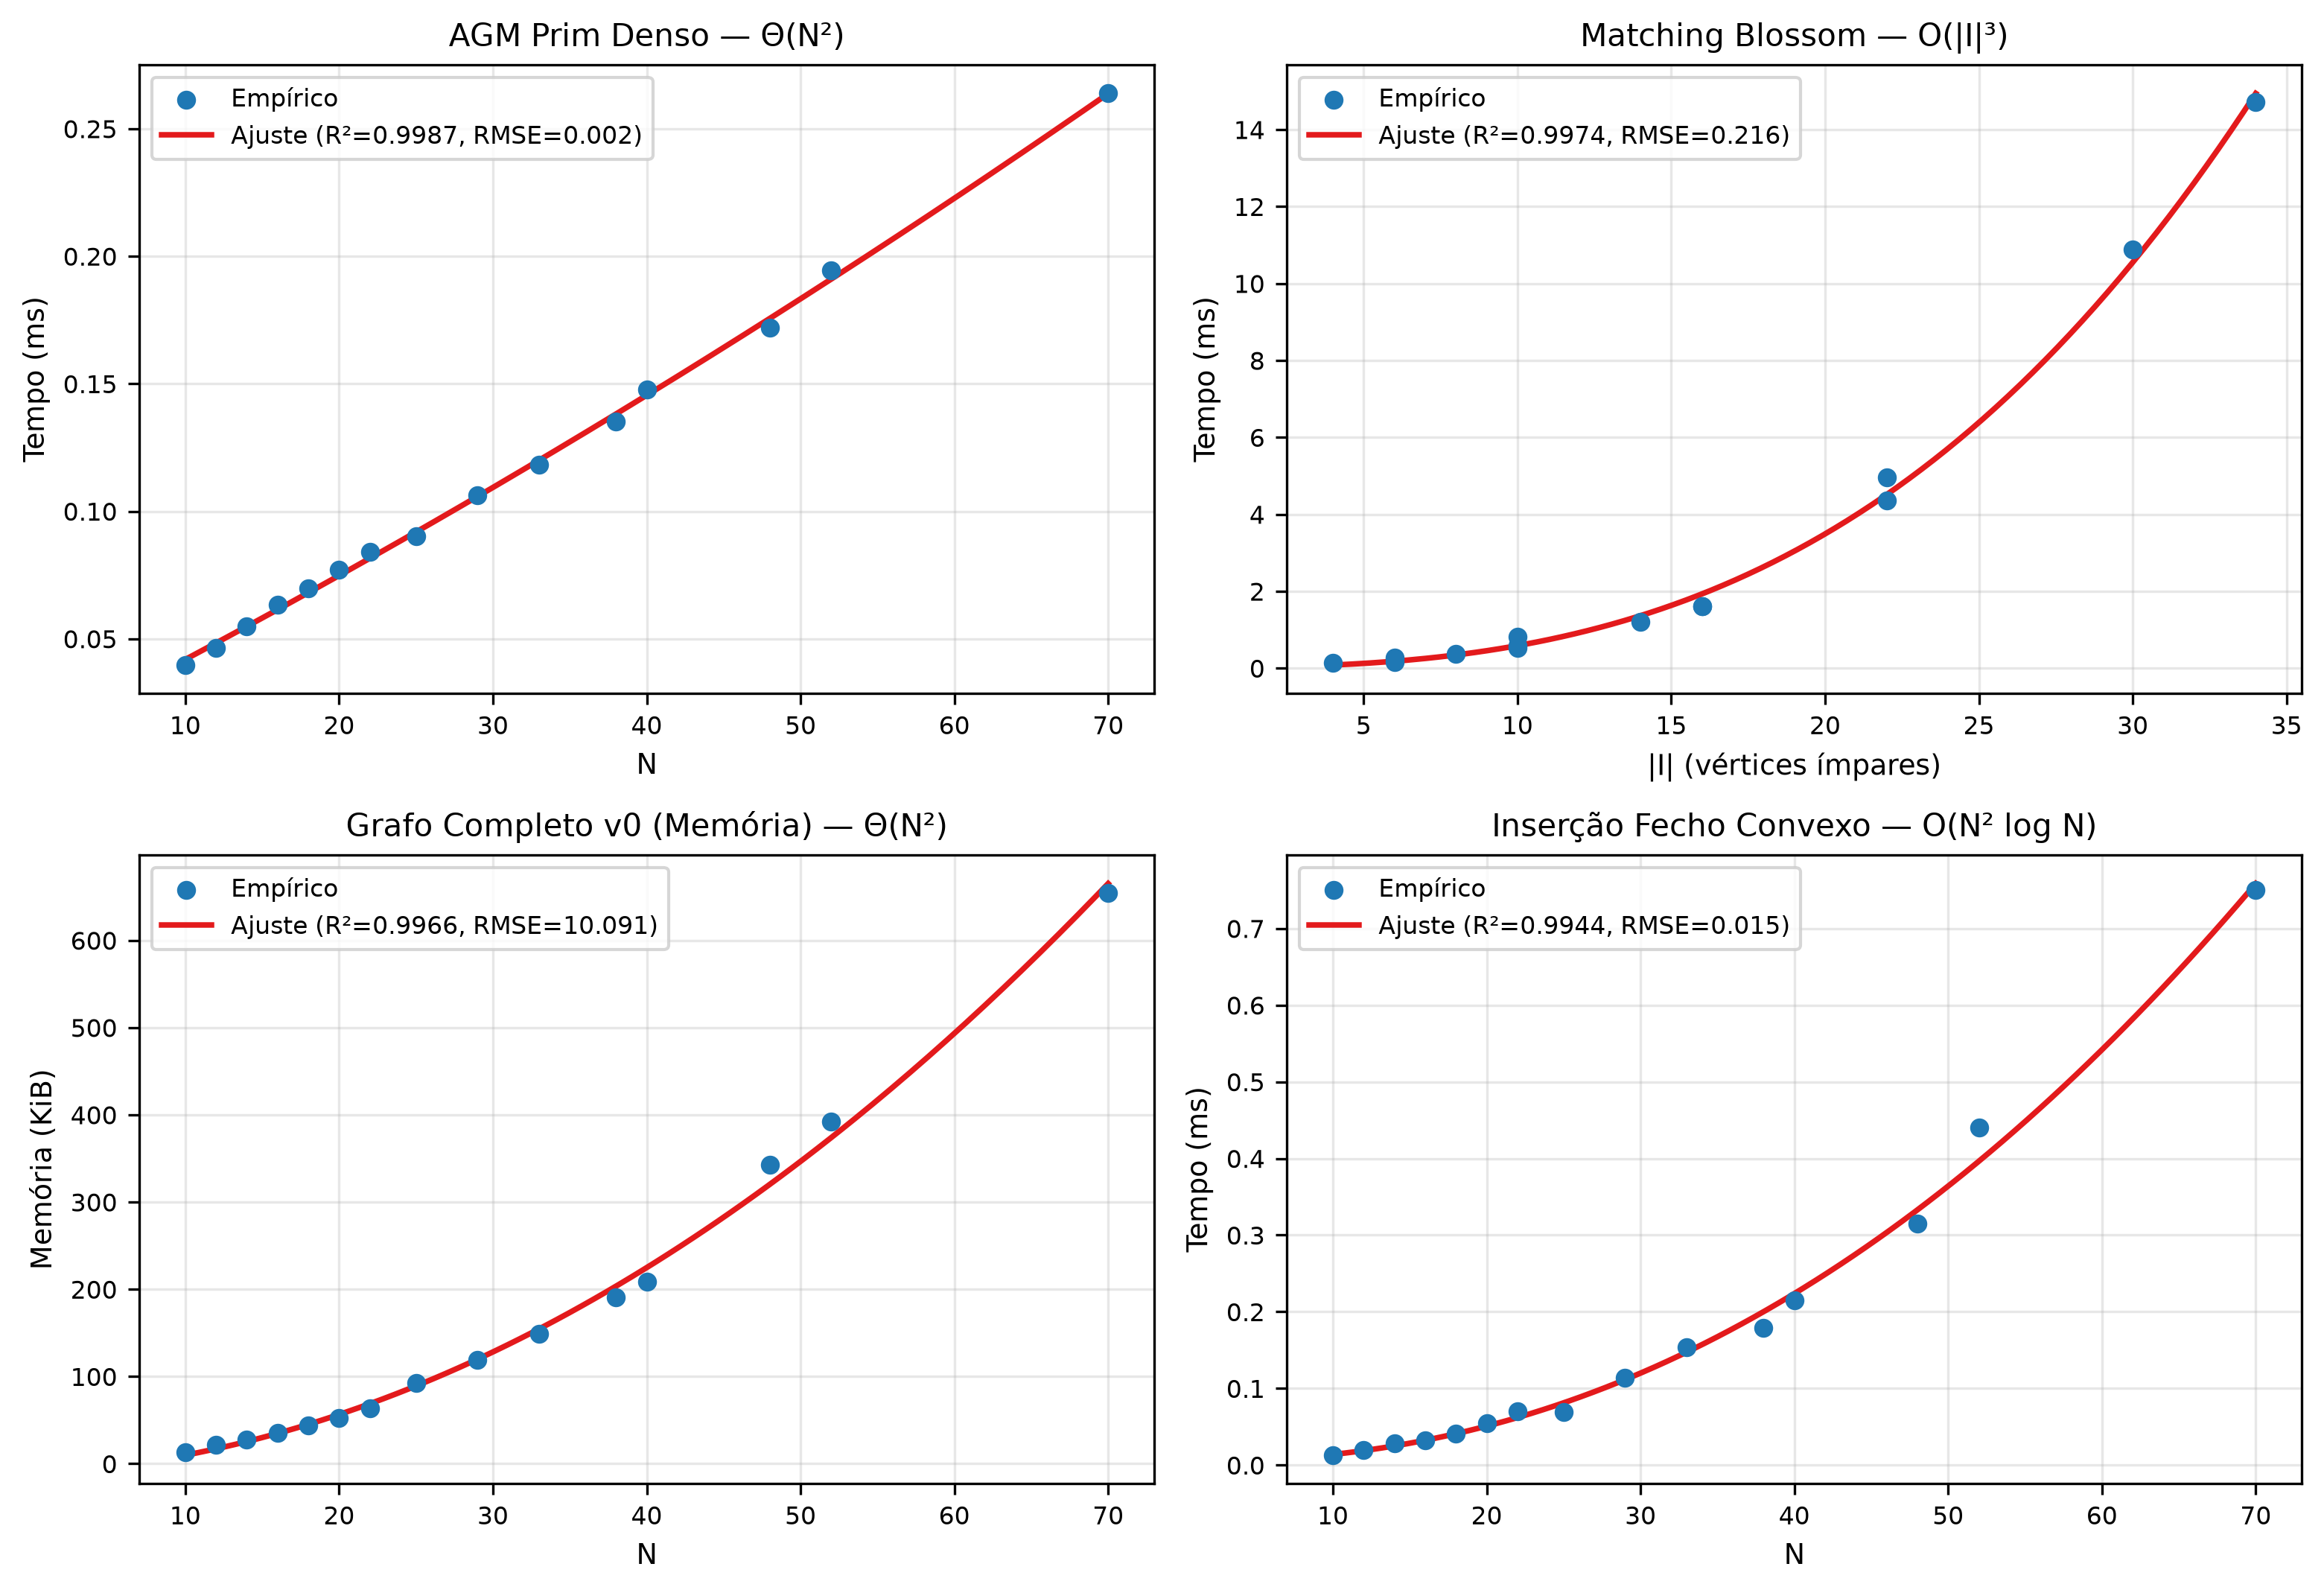 AGM Prim Denso — Θ(N²)
Empírico
Ajuste (R²=0.9987, RMSE=0.002)
Tempo (ms)
0.25
0.20
0.15
0.10
0.05
10 20 30 40 50 60 70
N
Matching Blossom — O(|I|³)
Empírico
Ajuste (R²=0.9974, RMSE=0.216)
Tempo (ms)
14
12
10
8
6
4
2
0
5 10 15 20 25 30 35
|I| (vértices ímpares)
Grafo Completo v0 (Memória) — Θ(N²)
Empírico
Ajuste (R²=0.9966, RMSE=10.091)
Memória (KiB)
600
500
400
300
200
100
0
10 20 30 40 50 60 70
N
Inserção Fecho Convexo — O(N² log N)
Empírico
Ajuste (R²=0.9944, RMSE=0.015)
Tempo (ms)
0.7
0.6
0.5
0.4
0.3
0.2
0.1
0.0
10 20 30 40 50 60 70
N